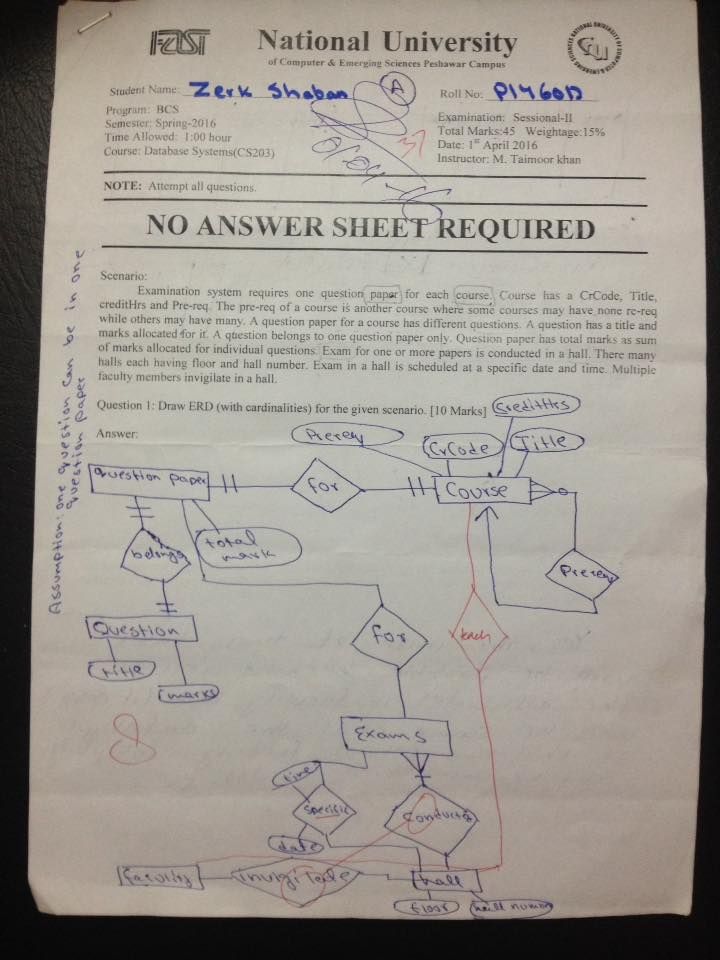 FAST
National University
of Computer & Emerging Sciences Peshawar Campus
NATIONAL UNIVERSITY OF COMPUTER & EMERGING SCIENCES
Student Name: Zerk Shaban
A
Roll No: P146011
Program: BCS
Semester: Spring-2016
Time Allowed: 1:00 hour
Course: Database Systems(CS203)
37
Examination: Sessional-II
Total Marks:45 Weightage:15%
Date: 1st April 2016
Instructor: M. Taimoor khan
NOTE: Attempt all questions.
NO ANSWER SHEET REQUIRED
Scenario:
Examination system requires one question paper for each course. Course has a CrCode, Title,
creditHrs and Pre-req. The pre-req of a course is another course where some courses may have none re-req
while others may have many. A question paper for a course has different questions. A question has a title and
marks allocated for it. A question belongs to one question paper only. Question paper has total marks as sum
of marks allocated for individual questions. Exam for one or more papers is conducted in a hall. There many
halls each having floor and hall number. Exam in a hall is scheduled at a specific date and time. Multiple
faculty members invigilate in a hall.
Question 1: Draw ERD (with cardinalities) for the given scenario. [10 Marks]
Answer:
Assumption: one question can be in one
question paper
CreditHrs
Prereq
CrCode
Title
Question paper
for
Course
total
mark
belongs
Prereq
Question
for
teach
title
marks
8
Exams
time
specific
Conducts
date
faculty
invigilate
hall
floor
hall number